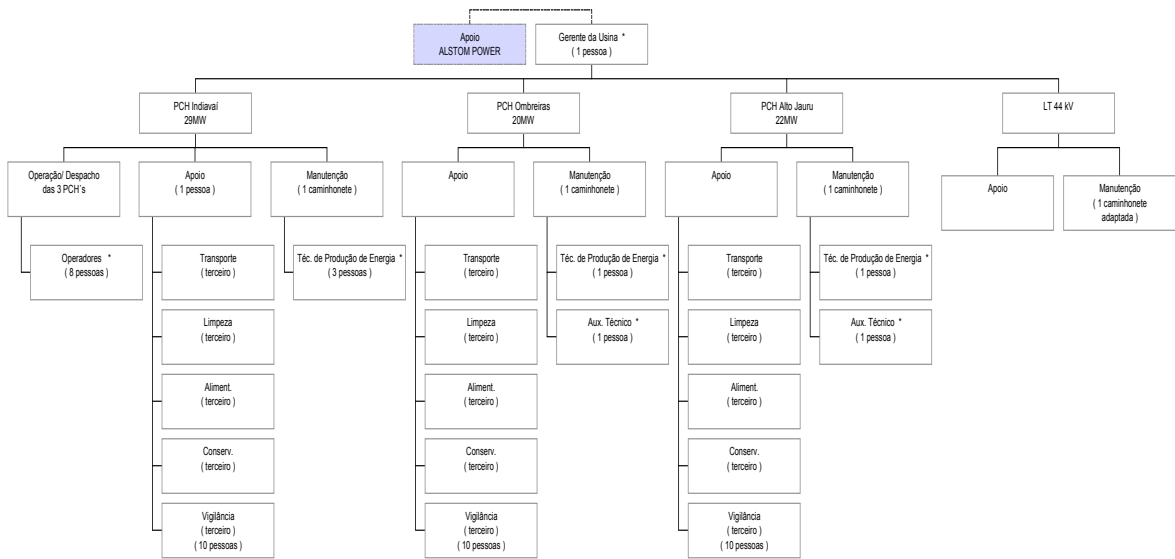 Apoio
ALSTOM POWER
Gerente da Usina *
( 1 pessoa )
PCH Indiavaí
29MW
PCH Ombreiras
20MW
PCH Alto Jauru
22MW
LT 44 kV
Operação/ Despacho
das 3 PCH´s
Apoio
( 1 pessoa )
Manutenção
( 1 caminhonete )
Apoio
Manutenção
( 1 caminhonete )
Apoio
Manutenção
( 1 caminhonete )
Apoio
Manutenção
( 1 caminhonete
adaptada )
Operadores *
( 8 pessoas )
Transporte
( terceiro )
Téc. de Produção de Energia *
( 3 pessoas )
Transporte
( terceiro )
Téc. de Produção de Energia *
( 1 pessoa )
Transporte
( terceiro )
Téc. de Produção de Energia *
( 1 pessoa )
Limpeza
( terceiro )
Limpeza
( terceiro )
Aux. Técnico *
( 1 pessoa )
Limpeza
( terceiro )
Aux. Técnico *
( 1 pessoa )
Aliment.
( terceiro )
Aliment.
( terceiro )
Aliment.
( terceiro )
Conserv.
( terceiro )
Conserv.
( terceiro )
Conserv.
( terceiro )
Vigilância
( terceiro )
( 10 pessoas )
Vigilância
( terceiro )
( 10 pessoas )
Vigilância
( terceiro )
( 10 pessoas )